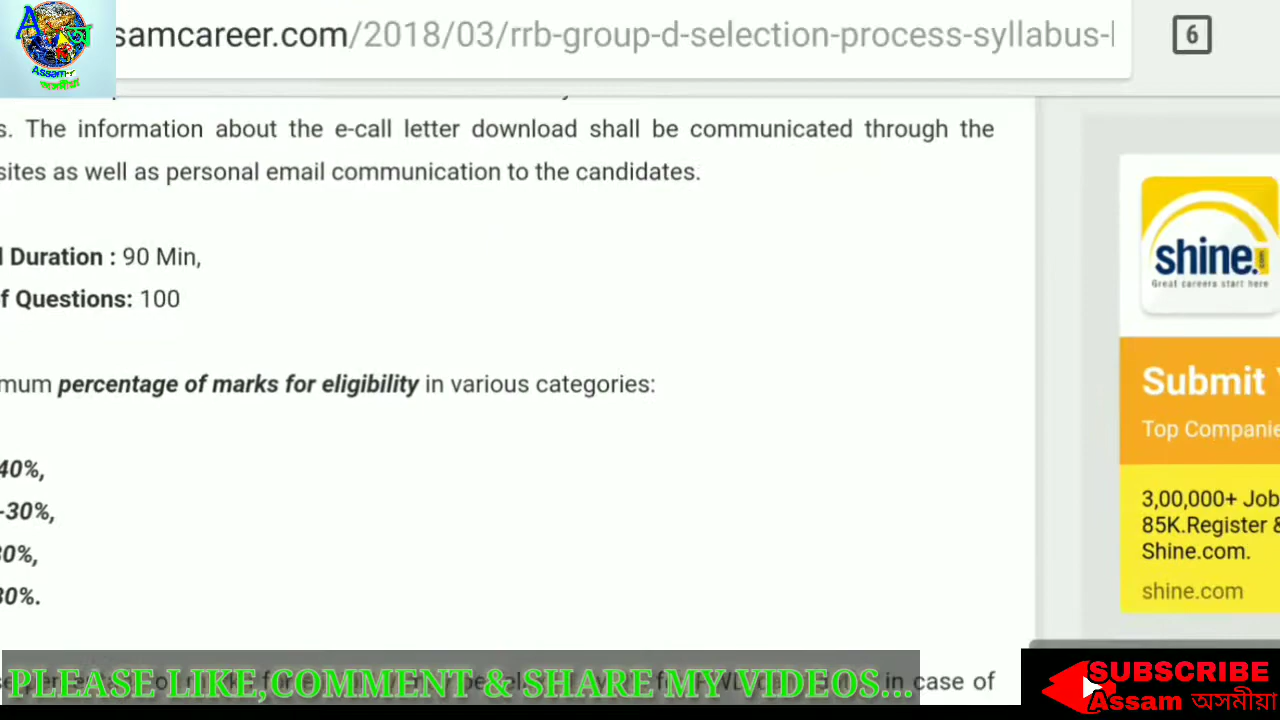 samcareer.com/2018/03/rrb-group-d-selection-process-syllabus-
6
s. The information about the e-call letter download shall be communicated through the
sites as well as personal email communication to the candidates.
Duration : 90 Min,
f Questions: 100
mum percentage of marks for eligibility in various categories:
40%,
-30%,
30%,
30%.
in case of
PLEASE LIKE,COMMENT & SHARE MY VIDEOS...
shine.com
Great careers start here
Submit
Top Companie
3,00,000+ Job
85K.Register &
Shine.com.
shine.com
SUBSCRIBE
Assam অসমীয়া
অসমীয়া